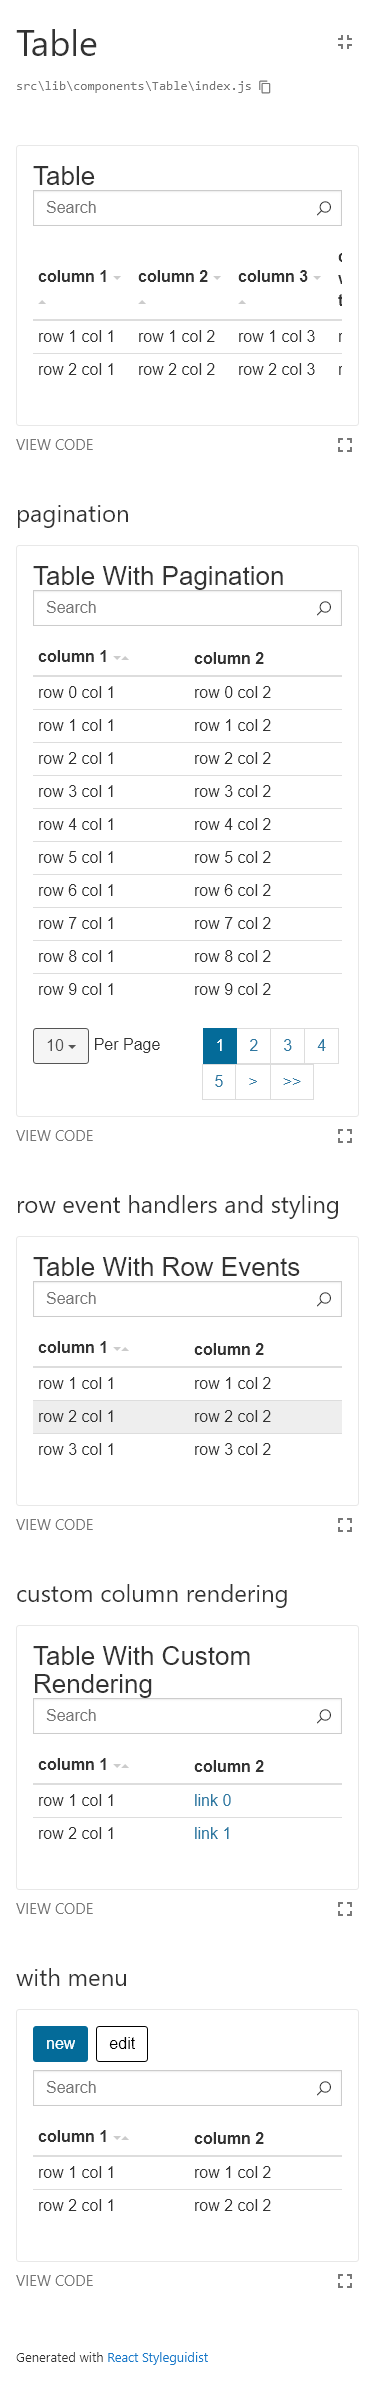 Table
src\lib\components\Table\index.js
Table
Search
column 1 column 2 column 3
row 1 col 1 row 1 col 2 row 1 col 3
row 2 col 1 row 2 col 2 row 2 col 3
VIEW CODE
pagination
Table With Pagination
Search
column 1 column 2
row 0 col 1 row 0 col 2
row 1 col 1 row 1 col 2
row 2 col 1 row 2 col 2
row 3 col 1 row 3 col 2
row 4 col 1 row 4 col 2
row 5 col 1 row 5 col 2
row 6 col 1 row 6 col 2
row 7 col 1 row 7 col 2
row 8 col 1 row 8 col 2
row 9 col 1 row 9 col 2
10 Per Page 1 2 3 4
5 > >>
VIEW CODE
row event handlers and styling
Table With Row Events
Search
column 1 column 2
row 1 col 1 row 1 col 2
row 2 col 1 row 2 col 2
row 3 col 1 row 3 col 2
VIEW CODE
custom column rendering
Table With Custom
Rendering
Search
column 1 column 2
row 1 col 1 link 0
row 2 col 1 link 1
VIEW CODE
with menu
new edit
Search
column 1 column 2
row 1 col 1 row 1 col 2
row 2 col 1 row 2 col 2
VIEW CODE
Generated with React Styleguidist